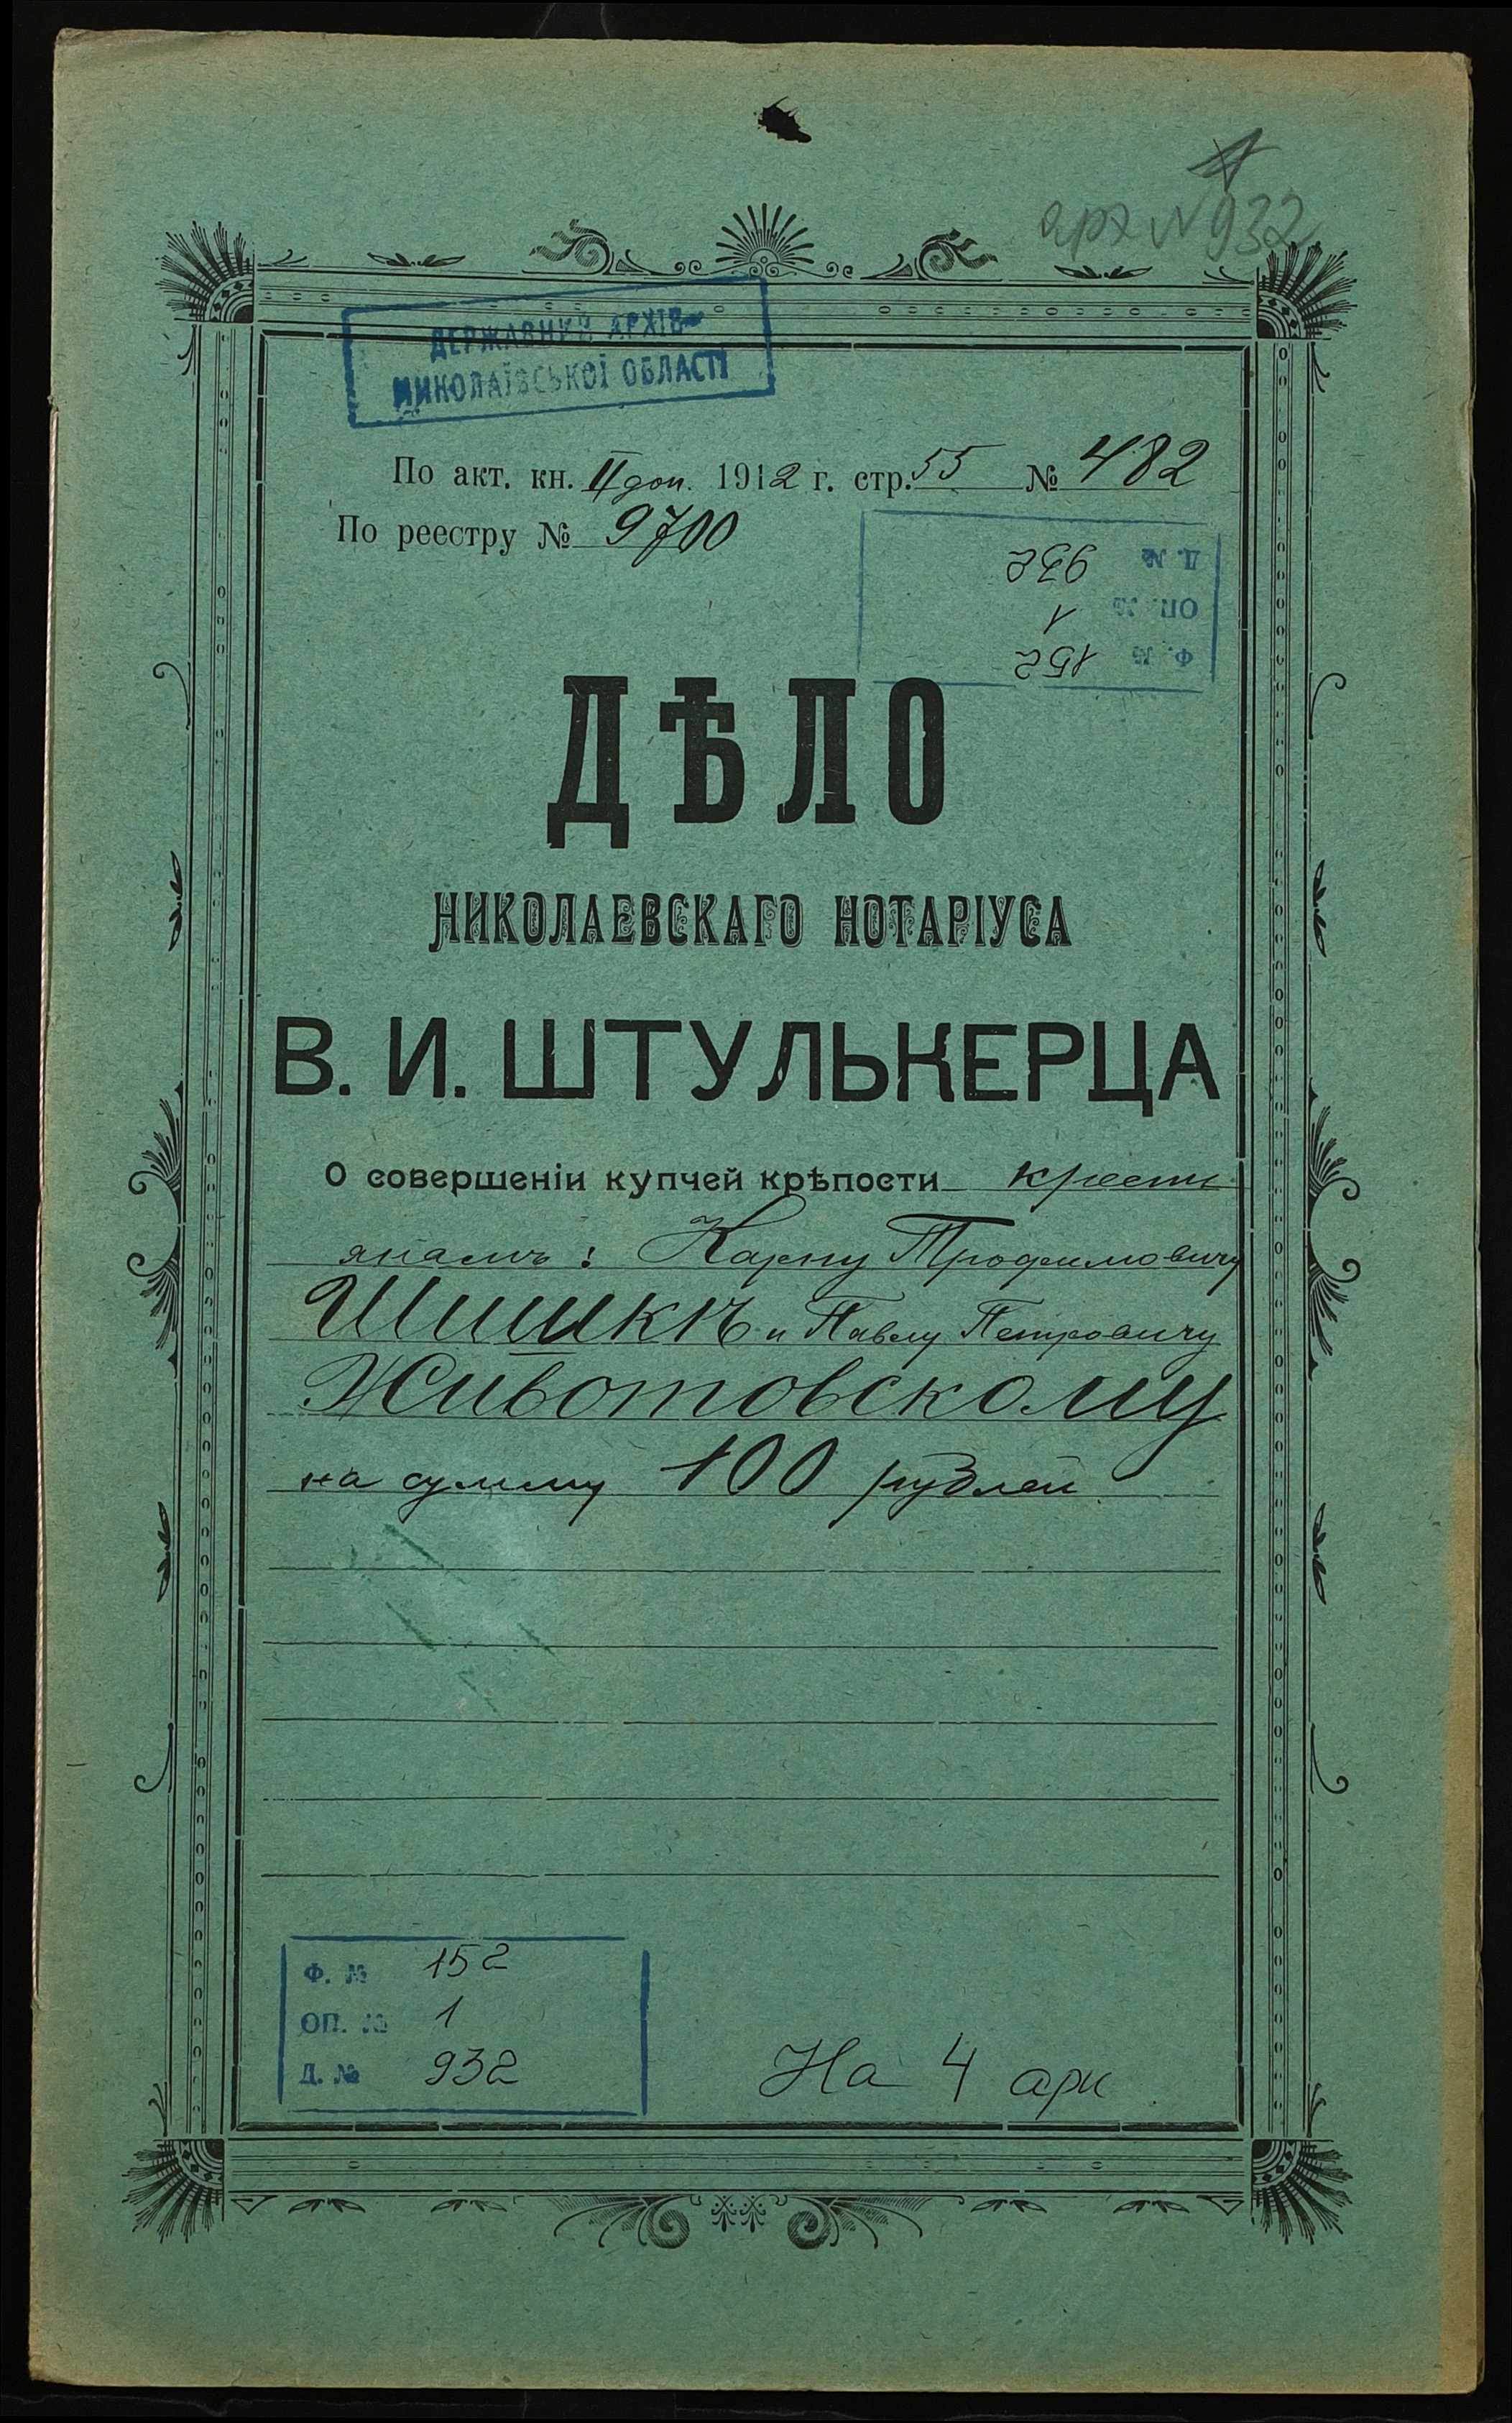 арх № 932
ДЕРЖАВНИЙ АРХІВ
МИКОЛАЇВСЬКОЇ ОБЛАСТІ
По акт. кн. II доп. 1912 г. стр. 55 № 482
По реестру № 9700
Ф. № 152
ОП. № 1
Д. № 932
ДѢЛО
НИКОЛАЕВСКАГО НОТАРІУСА
В. И. ШТУЛЬКЕРЦА
О совершеніи купчей крѣпости крестъ
янамъ: Карпу Трофимовичу
Шишкѣ и Павлу Петровичу
Животовскому
на сумму 100 рублей
Ф. № 152
ОП. № 1
Д. № 932
На 4 арк